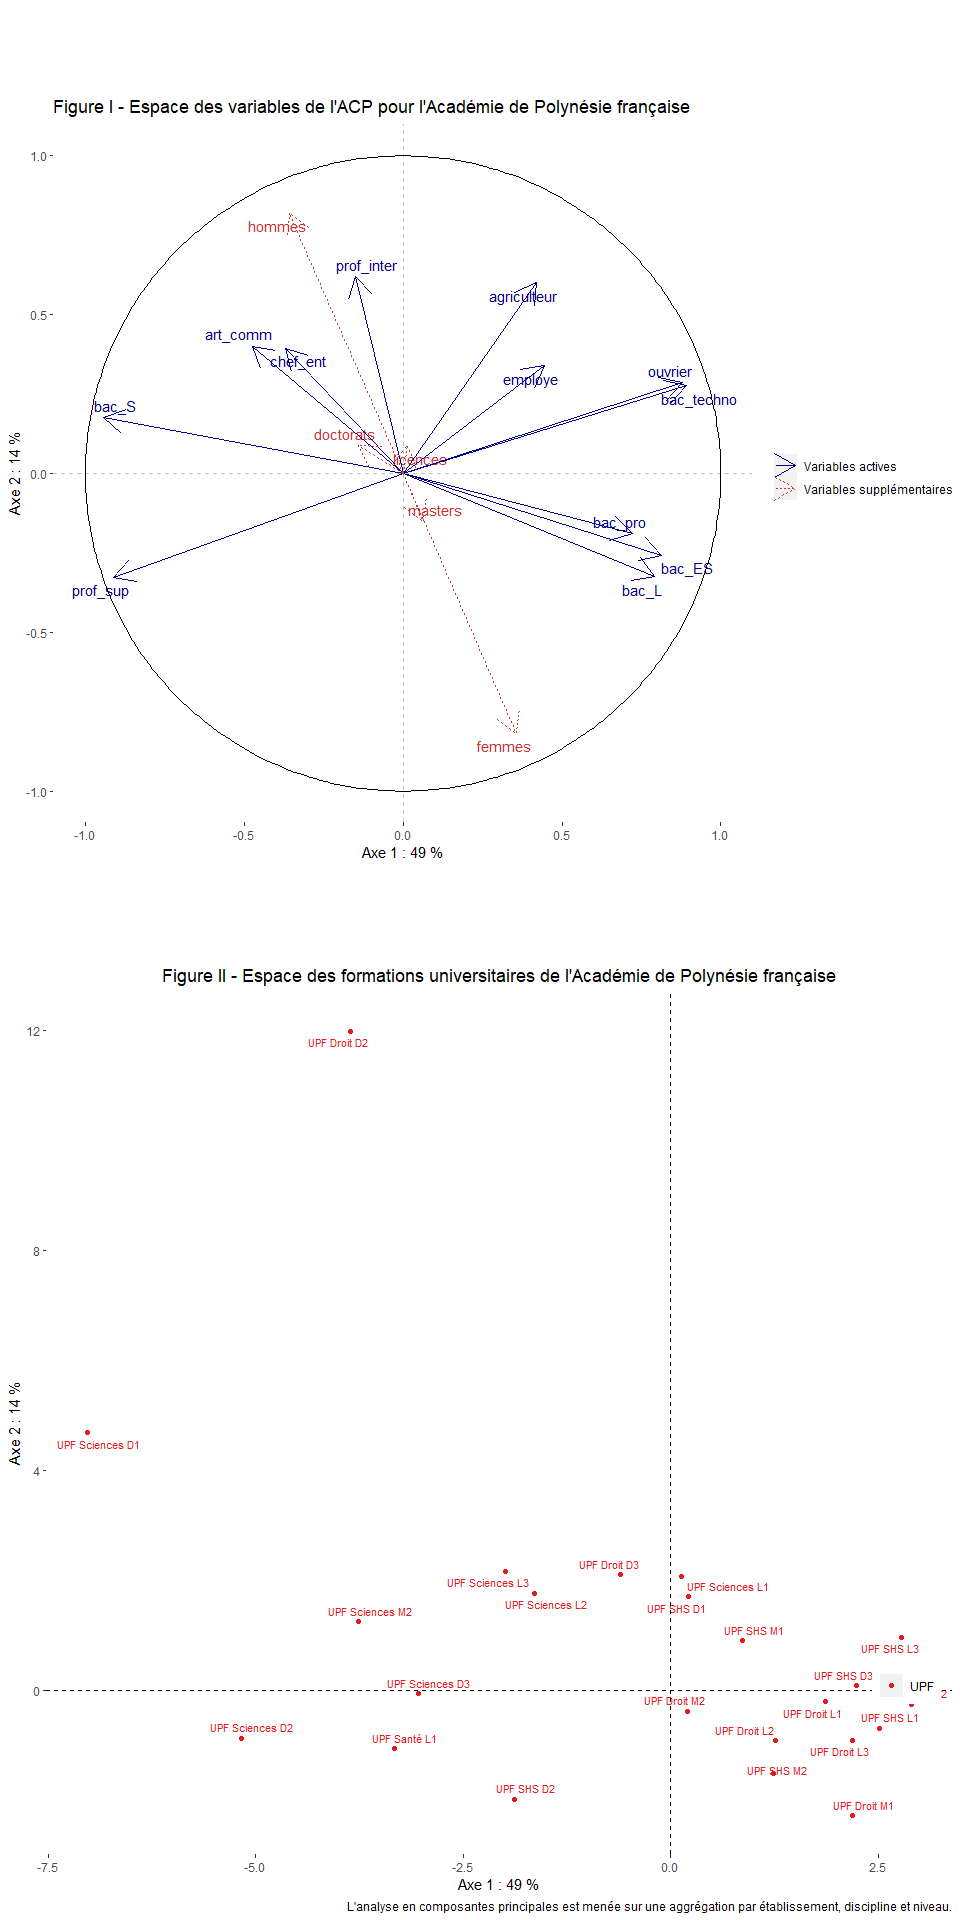 Figure I - Espace des variables de l'ACP pour l'Académie de Polynésie française
1.0
hommes
prof_inter
agriculteur
0.5
art_comm
chef_ent
employe
ouvrier
bac_techno
bac_S
doctorats
licences
Axe 2 : 14 %
0.0
Variables actives
Variables supplémentaires
masters
bac_pro
bac_ES
bac_L
prof_sup
-0.5
femmes
-1.0
-1.0 -0.5 0.0 0.5 1.0
Axe 1 : 49 %
Figure II - Espace des formations universitaires de l'Académie de Polynésie française
12
UPF Droit D2
8
Axe 2 : 14 %
UPF Sciences D1
4
UPF Droit D3
UPF Sciences L3
UPF Sciences L1
UPF Sciences L2
UPF SHS D1
UPF Sciences M2
UPF SHS M1
UPF SHS L3
UPF SHS D3
UPF Sciences D3
UPF
2
0
UPF Droit M2
UPF Droit L1
UPF SHS L1
UPF Sciences D2
UPF Droit L2
UPF Santé L1
UPF Droit L3
UPF SHS M2
UPF SHS D2
UPF Droit M1
-7.5 -5.0 -2.5 0.0 2.5
Axe 1 : 49 %
L'analyse en composantes principales est menée sur une aggrégation par établissement, discipline et niveau.